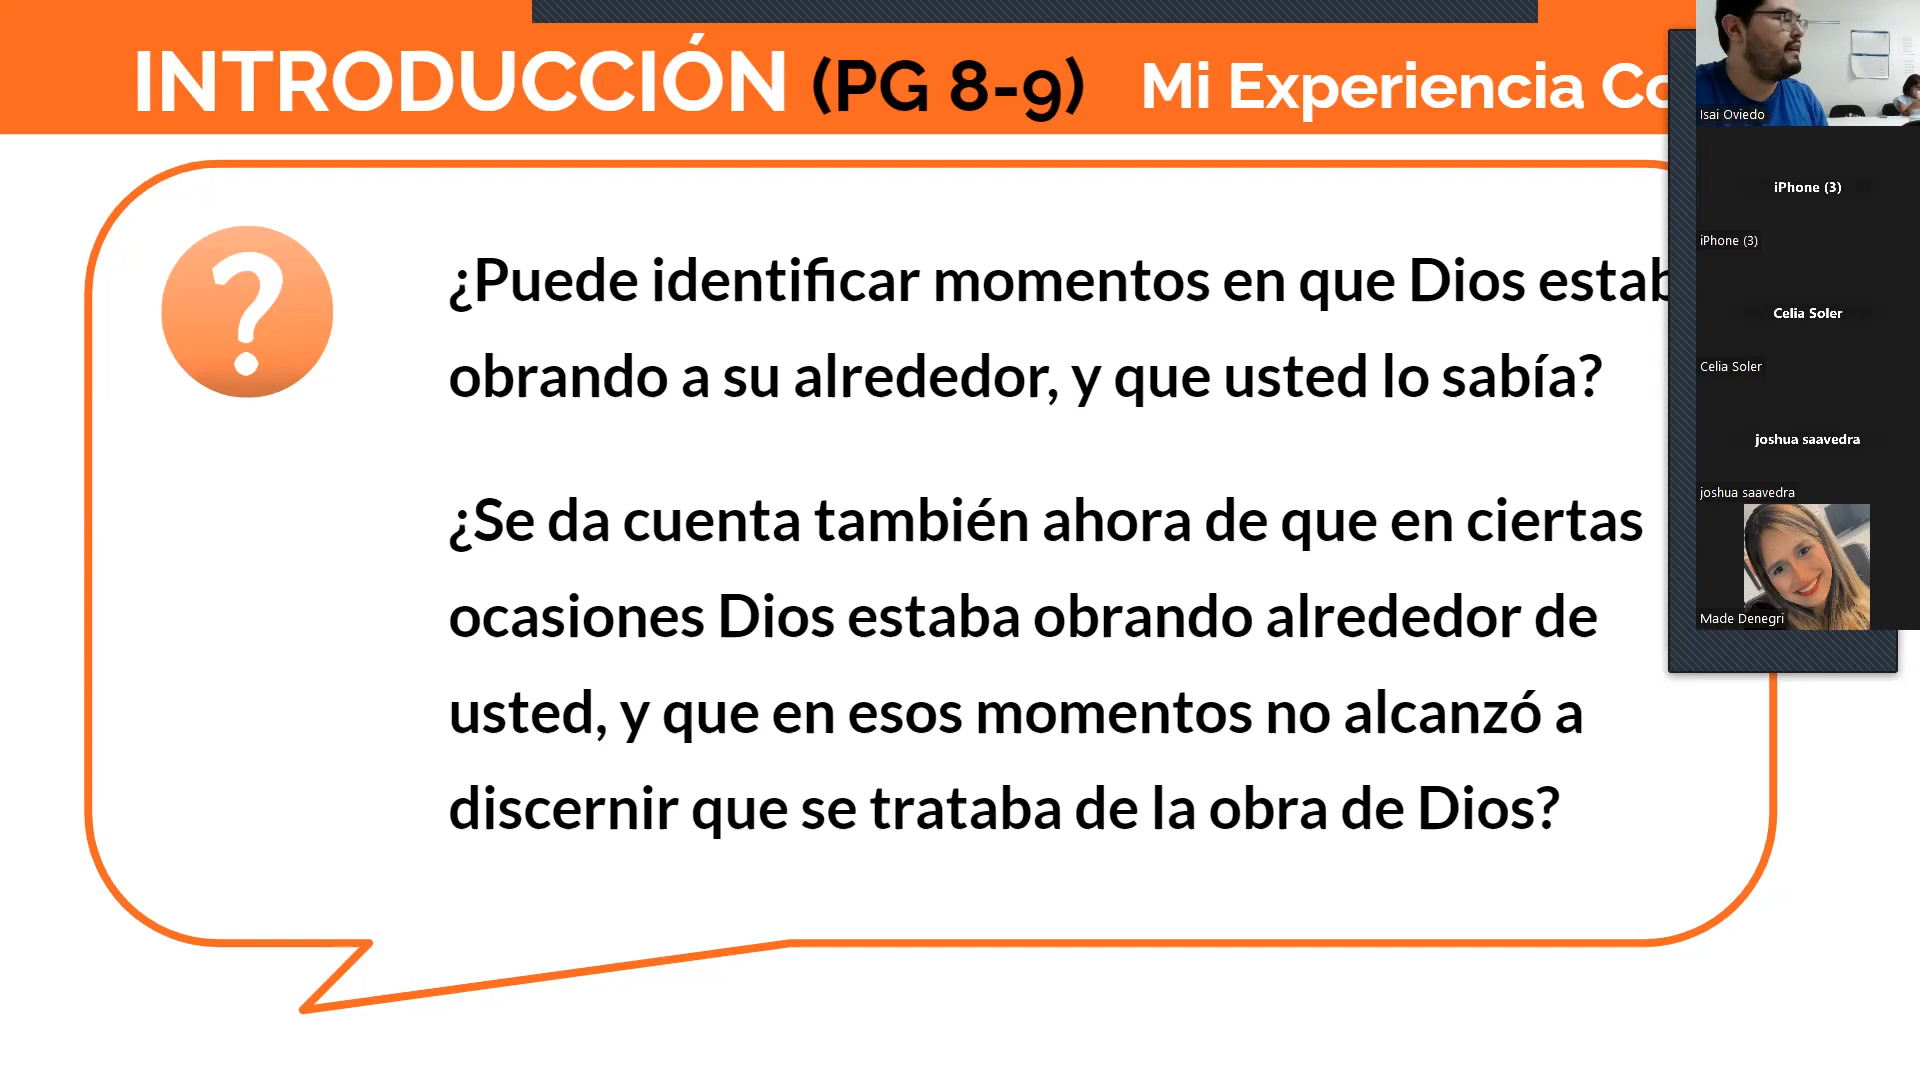 INTRODUCCIÓN (PG 8-9) Mi Experiencia
¿Puede identificar momentos en que Dios
obrando a su alrededor, y que usted lo sabía?
¿Se da cuenta también ahora de que en ciertas
ocasiones Dios estaba obrando alrededor de
usted, y que en esos momentos no alcanzó a
discernir que se trataba de la obra de Dios?
Isai Oviedo
iPhone (3)
iPhone (3)
Celia Soler
Celia Soler
joshua saavedra
joshua saavedra
Made Denegri